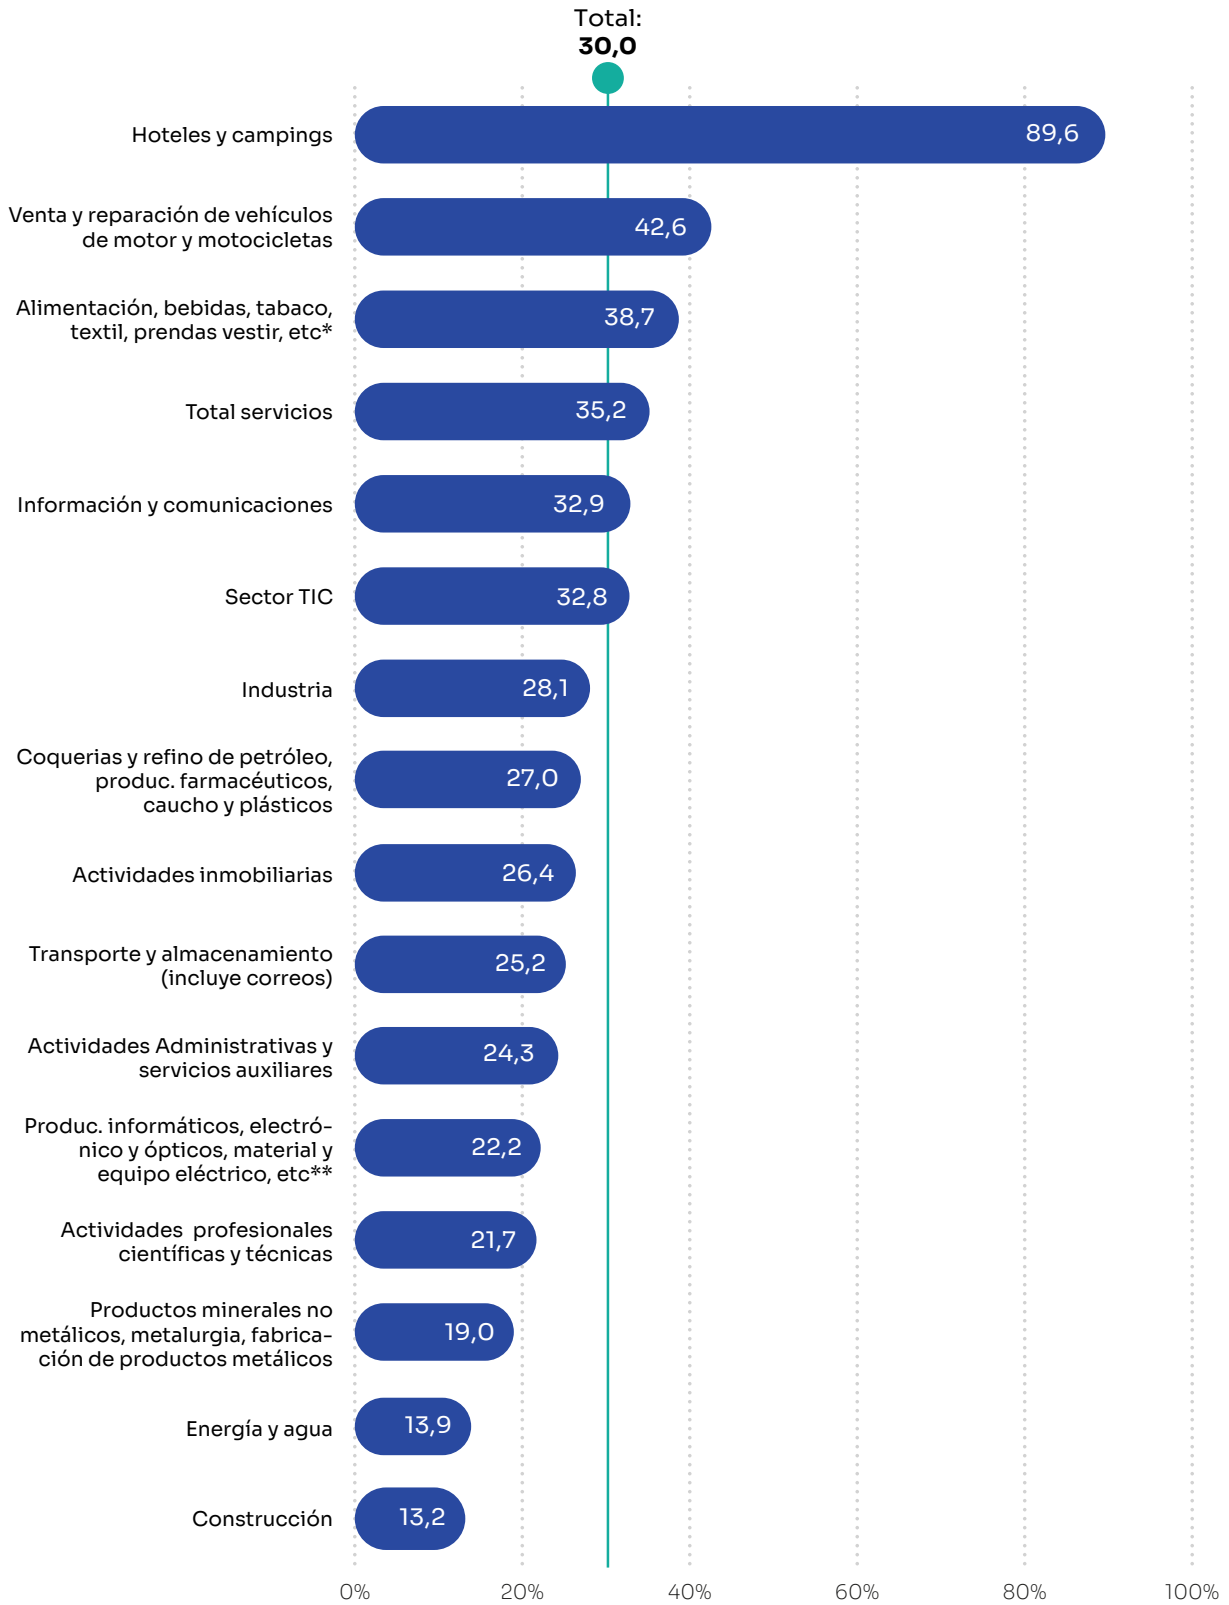 Total:
30,0
Hoteles y campings
89,6
Venta y reparación de vehículos
de motor y motocicletas
42,6
Alimentación, bebidas, tabaco,
textil, prendas vestir, etc*
38,7
Total servicios
35,2
Información y comunicaciones
32,9
Sector TIC
32,8
Industria
28,1
Coquerias y refino de petróleo,
produc. farmacéuticos,
caucho y plásticos
27,0
Actividades inmobiliarias
26,4
Transporte y almacenamiento
(incluye correos)
25,2
Actividades Administrativas y
servicios auxiliares
24,3
Produc. informáticos, electró-
nico y ópticos, material y
equipo eléctrico, etc**
22,2
Actividades profesionales
científicas y técnicas
21,7
Productos minerales no
metálicos, metalurgia, fabrica-
ción de productos metálicos
19,0
Energía y agua
13,9
Construcción
13,2
0% 20% 40% 60% 80% 100%